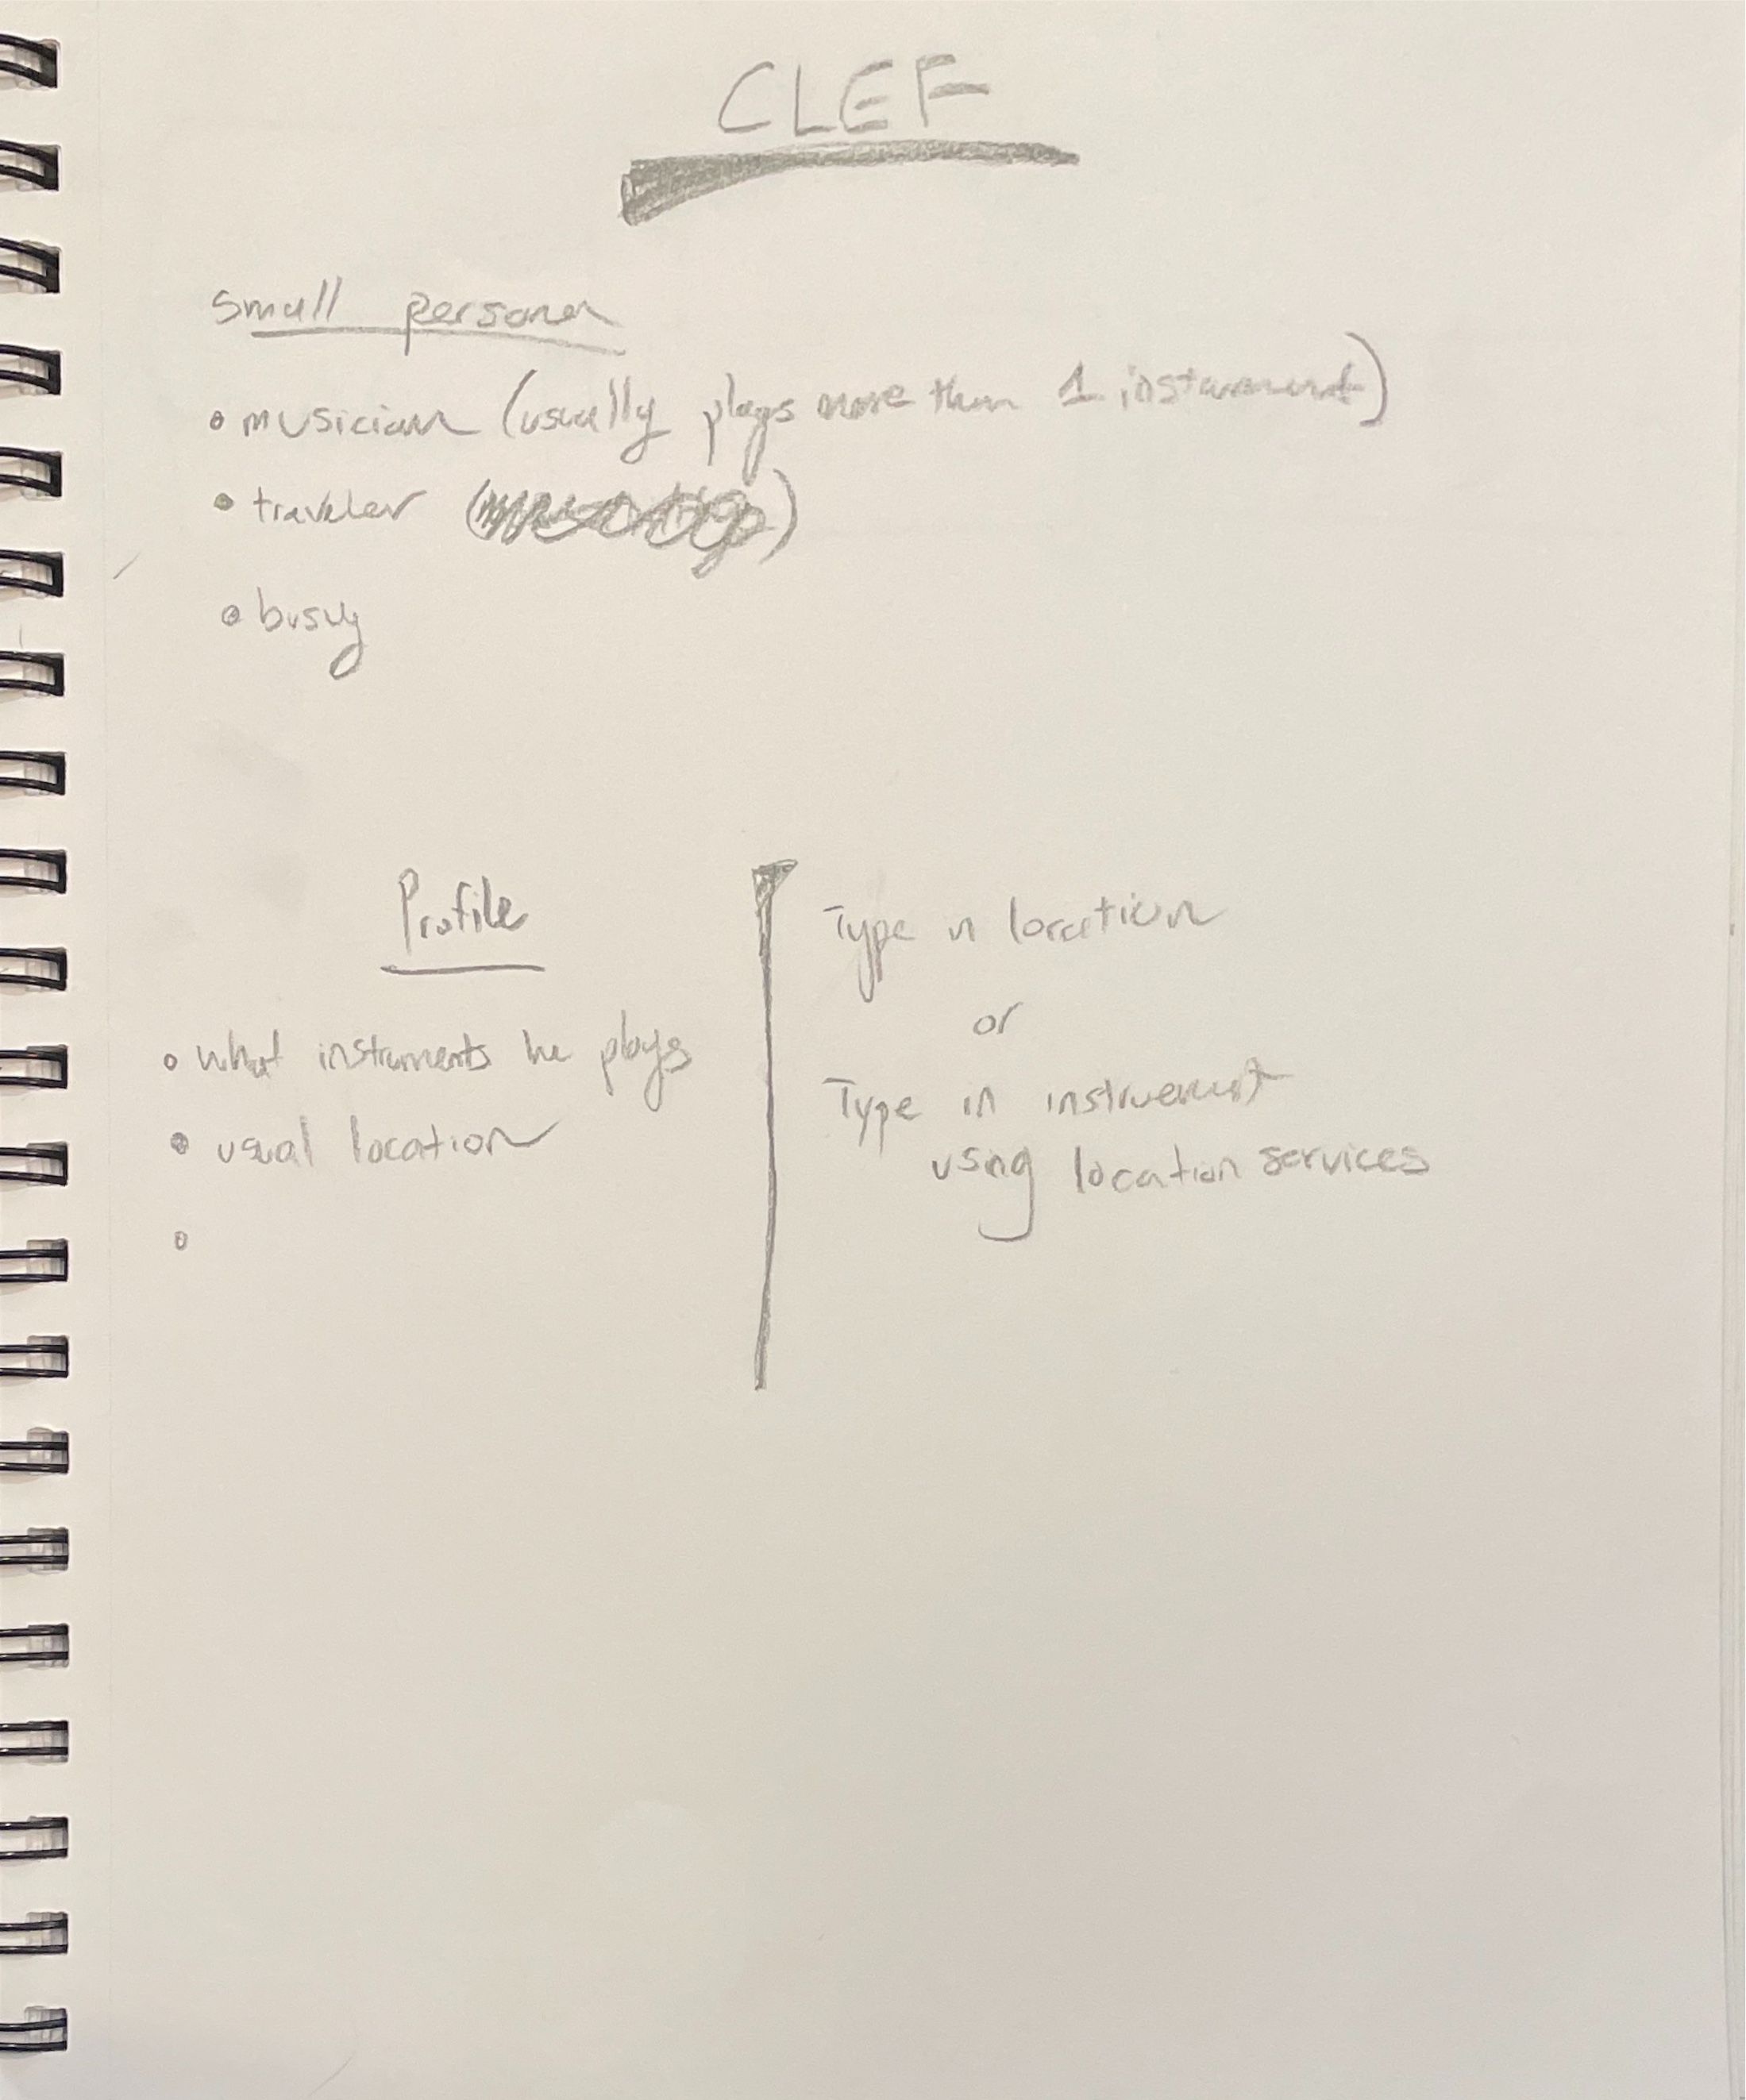 CLEF
small persona
• musician (usually plays more than 1 instrument)
• traveler ( )
• busy
Profile
• what instruments he plays
• usual location
•
Type in location
or
Type in instrument
using location services